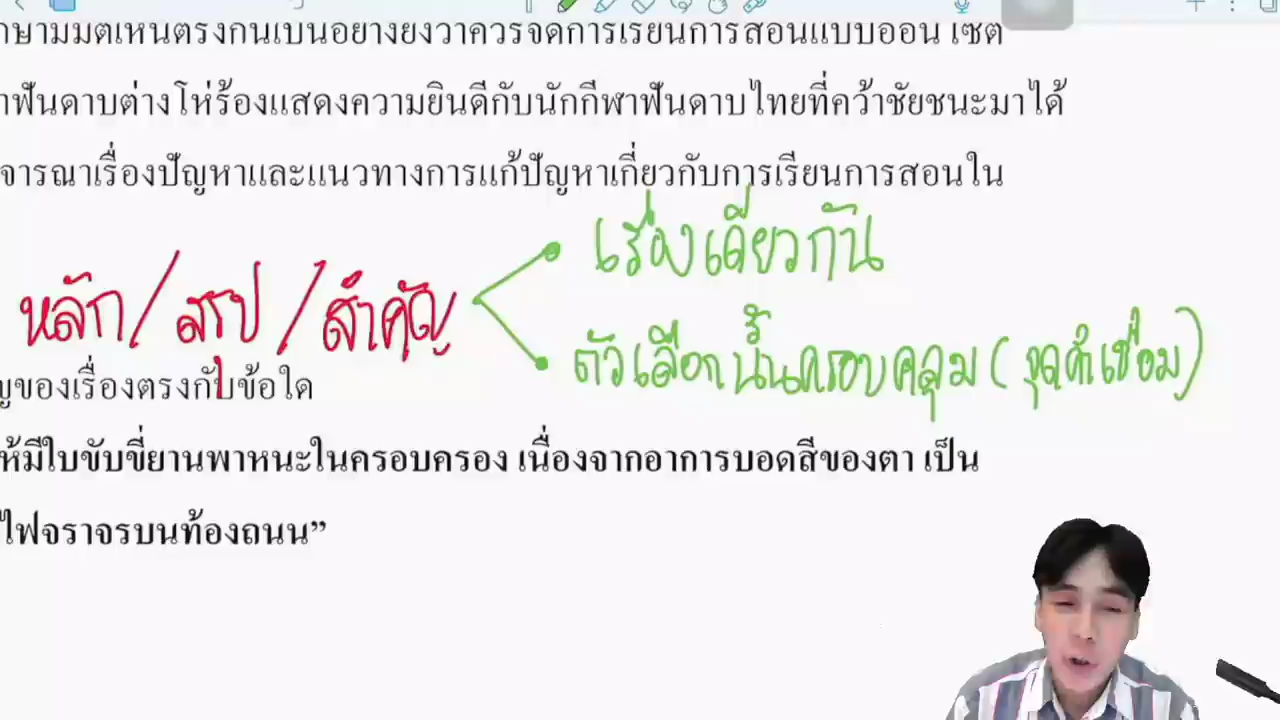 กษามีมติเห็นตรงกันเป็นอย่างยิ่งว่าควรจัดการเรียนการสอนแบบออนไซต์
าฟันดาบต่างโห่ร้องแสดงความยินดีกับนักกีฬาฟันดาบไทยที่คว้าชัยชนะมาได้
จารณาเรื่องปัญหาและแนวทางการแก้ปัญหาเกี่ยวกับการเรียนการสอนใน
เรื่องเดียวกัน
หลัก/สรุป/สำคัญ
ตัวเลือกนั้นครอบคลุม (จุดคำเชื่อม)
ญของเรื่องตรงกับข้อใด
ห้มีใบขับขี่ยานพาหนะในครอบครอง เนื่องจากอาการบอดสีของตา เป็น
ไฟจราจรบนท้องถนน”